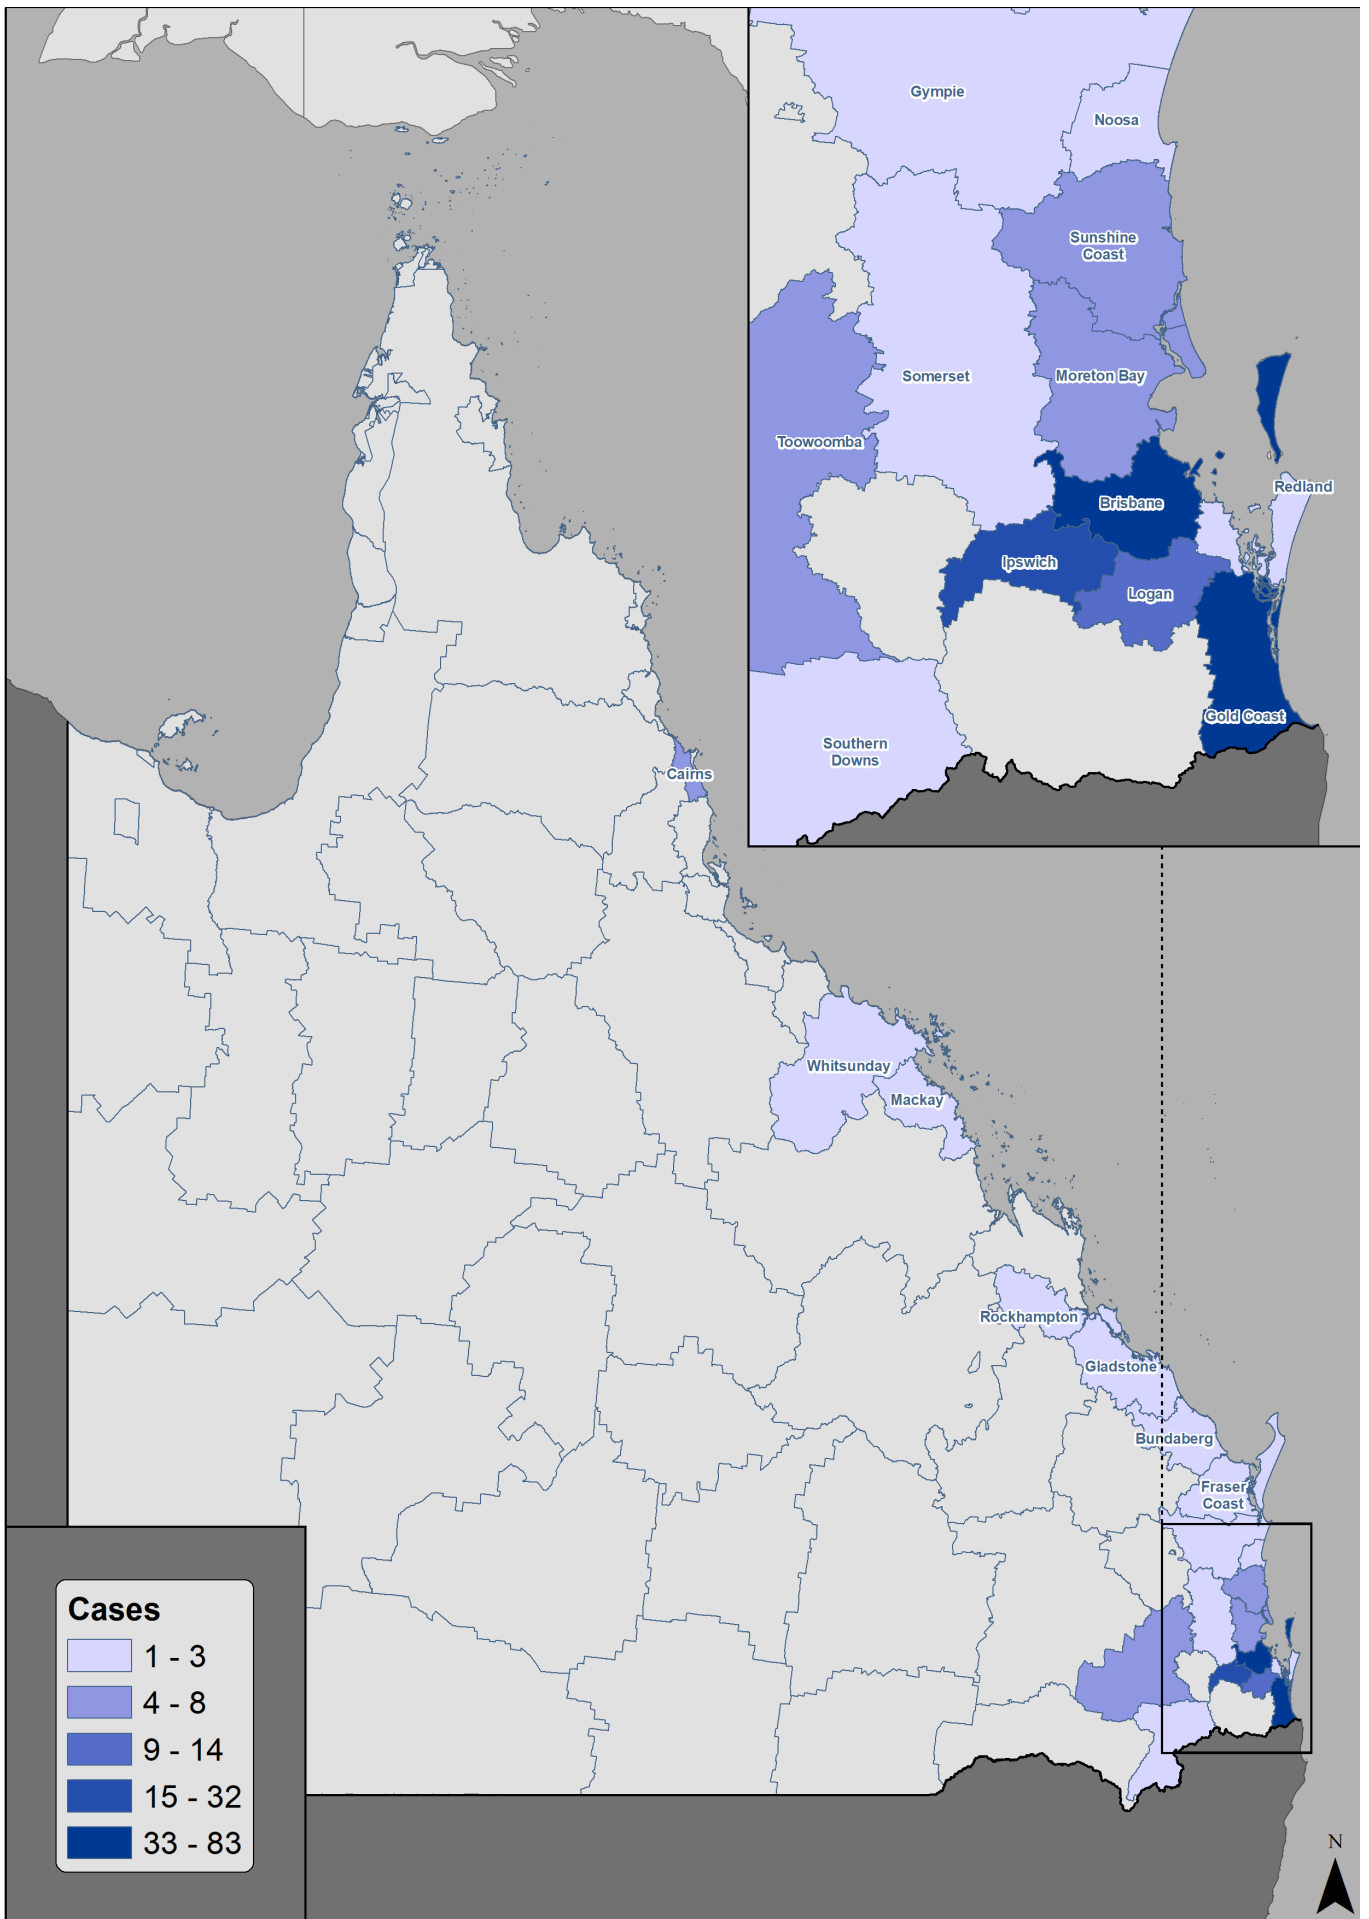 Gympie
Noosa
Sunshine
Coast
Somerset
Moreton Bay
Toowoomba
Redland
Brisbane
Ipswich
Logan
Gold Coast
Southern
Downs
Cairns
Whitsunday
Mackay
Rockhampton
Gladstone
Bundaberg
Fraser
Coast
Cases
1 - 3
4 - 8
9 - 14
15 - 32
33 - 83
N